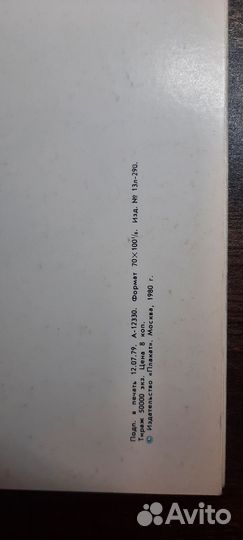 Подп. в печать 12.07.79. А-12330. Формат 70×100¹/₈. Изд. № 13л-290.
Тираж 50000 экз. Цена 8 коп.
© Издательство «Плакат». Москва, 1980 г.
Avito